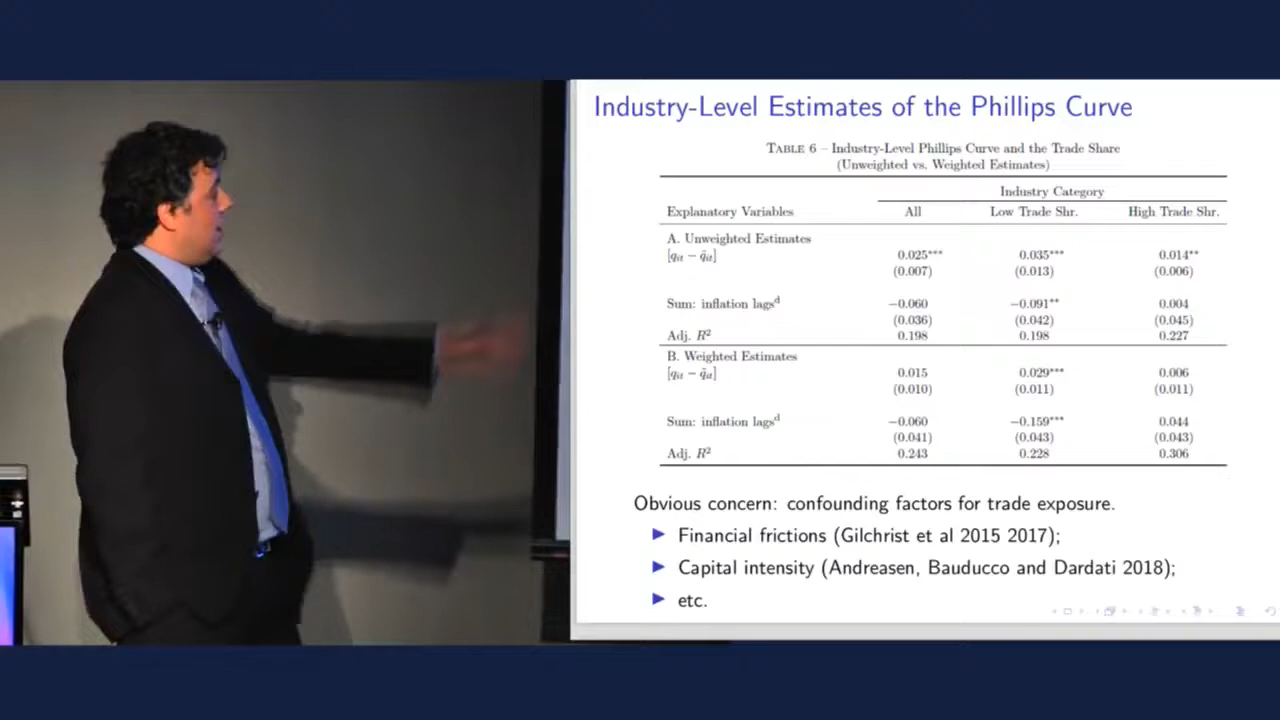 Industry-Level Estimates of the Phillips Curve
TABLE 6 – Industry-Level Phillips Curve and the Trade Share
(Unweighted vs. Weighted Estimates)
Industry Category
Explanatory Variables All Low Trade Shr. High Trade Shr.
A. Unweighted Estimates
[qit − q̄it] 0.025*** 0.035*** 0.014**
(0.007) (0.013) (0.006)
Sum: inflation lagsd −0.060 −0.091** 0.004
(0.036) (0.042) (0.045)
Adj. R² 0.198 0.198 0.227
B. Weighted Estimates
[qit − q̄it] 0.015 0.029*** 0.006
(0.010) (0.011) (0.011)
Sum: inflation lagsd −0.060 −0.159*** 0.044
(0.041) (0.043) (0.043)
Adj. R² 0.243 0.228 0.306
Obvious concern: confounding factors for trade exposure.
▶ Financial frictions (Gilchrist et al 2015 2017);
▶ Capital intensity (Andreasen, Bauducco and Dardati 2018);
▶ etc.